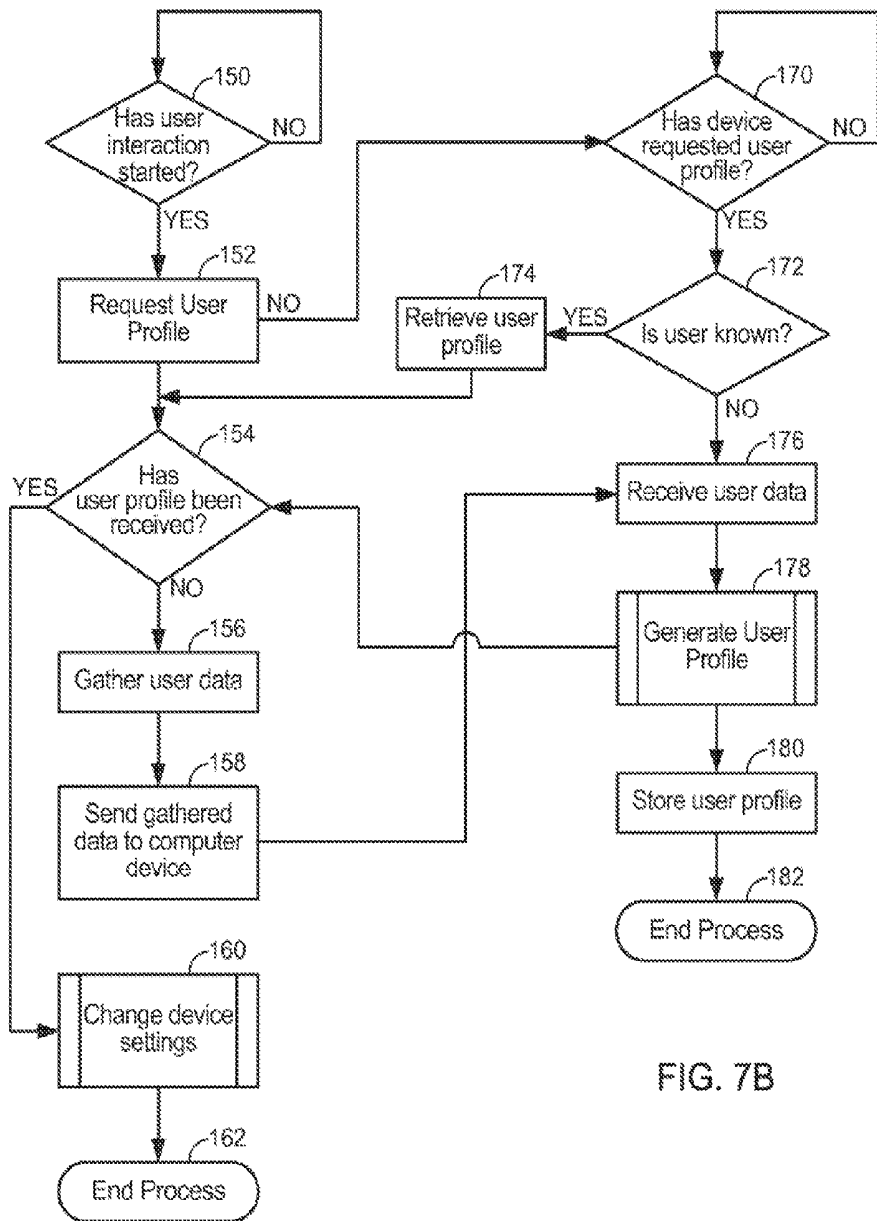 150
Has user
interaction
started?
NO
YES
152
Request User
Profile
NO
154
Has
user profile been
received?
YES
NO
156
Gather user data
158
Send gathered
data to computer
device
160
Change device
settings
162
End Process
170
Has device
requested user
profile?
NO
YES
172
Is user known?
YES
NO
174
Retrieve user
profile
176
Receive user data
178
Generate User
Profile
180
Store user profile
182
End Process
FIG. 7B